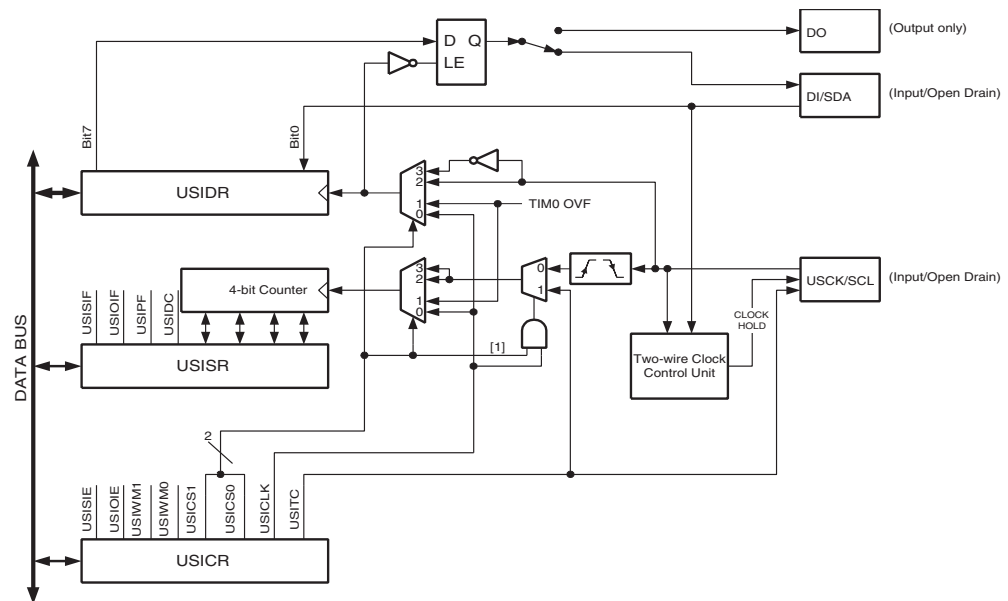 D Q
LE
DO
(Output only)
DI/SDA
(Input/Open Drain)
Bit7
Bit0
3
2
1
0
TIM0 OVF
USIDR
3
2
1
0
0
1
USCK/SCL
(Input/Open Drain)
4-bit Counter
USISIF
USIOIF
USIPF
USIDC
[1]
CLOCK
HOLD
Two-wire Clock
Control Unit
USISR
DATA BUS
2
USISIE
USIOIE
USIWM1
USIWM0
USICS1
USICS0
USICLK
USITC
USICR